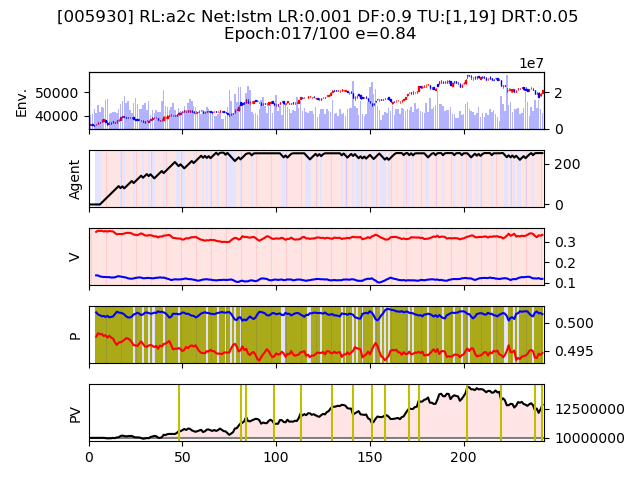 [005930] RL:a2c Net:lstm LR:0.001 DF:0.9 TU:[1,19] DRT:0.05
Epoch:017/100 e=0.84
1e7
Env.
50000
40000
2
0
Agent
200
0
V
0.3
0.2
0.1
P
0.500
0.495
PV
12500000
10000000
0 50 100 150 200